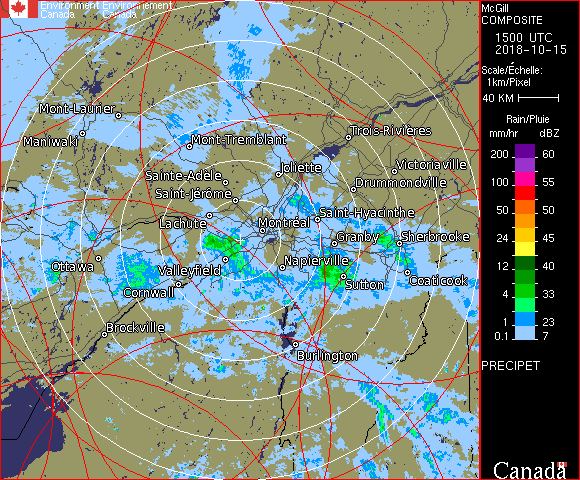 Environment Environnement
Canada Canada
McGill
COMPOSITE
1500 UTC
2018-10-15
Scale/Échelle:
1km/Pixel
40 KM
Rain/Pluie
mm/hr dBZ
200 60
100 55
50 50
24 45
12 40
4 33
1 23
0.1 7
PRECIPET
Canada
Mont-Laurier
Maniwaki
Mont-Tremblant
Trois-Rivières
Joliette
Victoriaville
Sainte-Adèle
Drummondville
Saint-Jérôme
Saint-Hyacinthe
Lachute
Montréal
Granby
Sherbrooke
Ottawa
Valleyfield
Napierville
Coaticook
Cornwall
Sutton
Brockville
Burlington